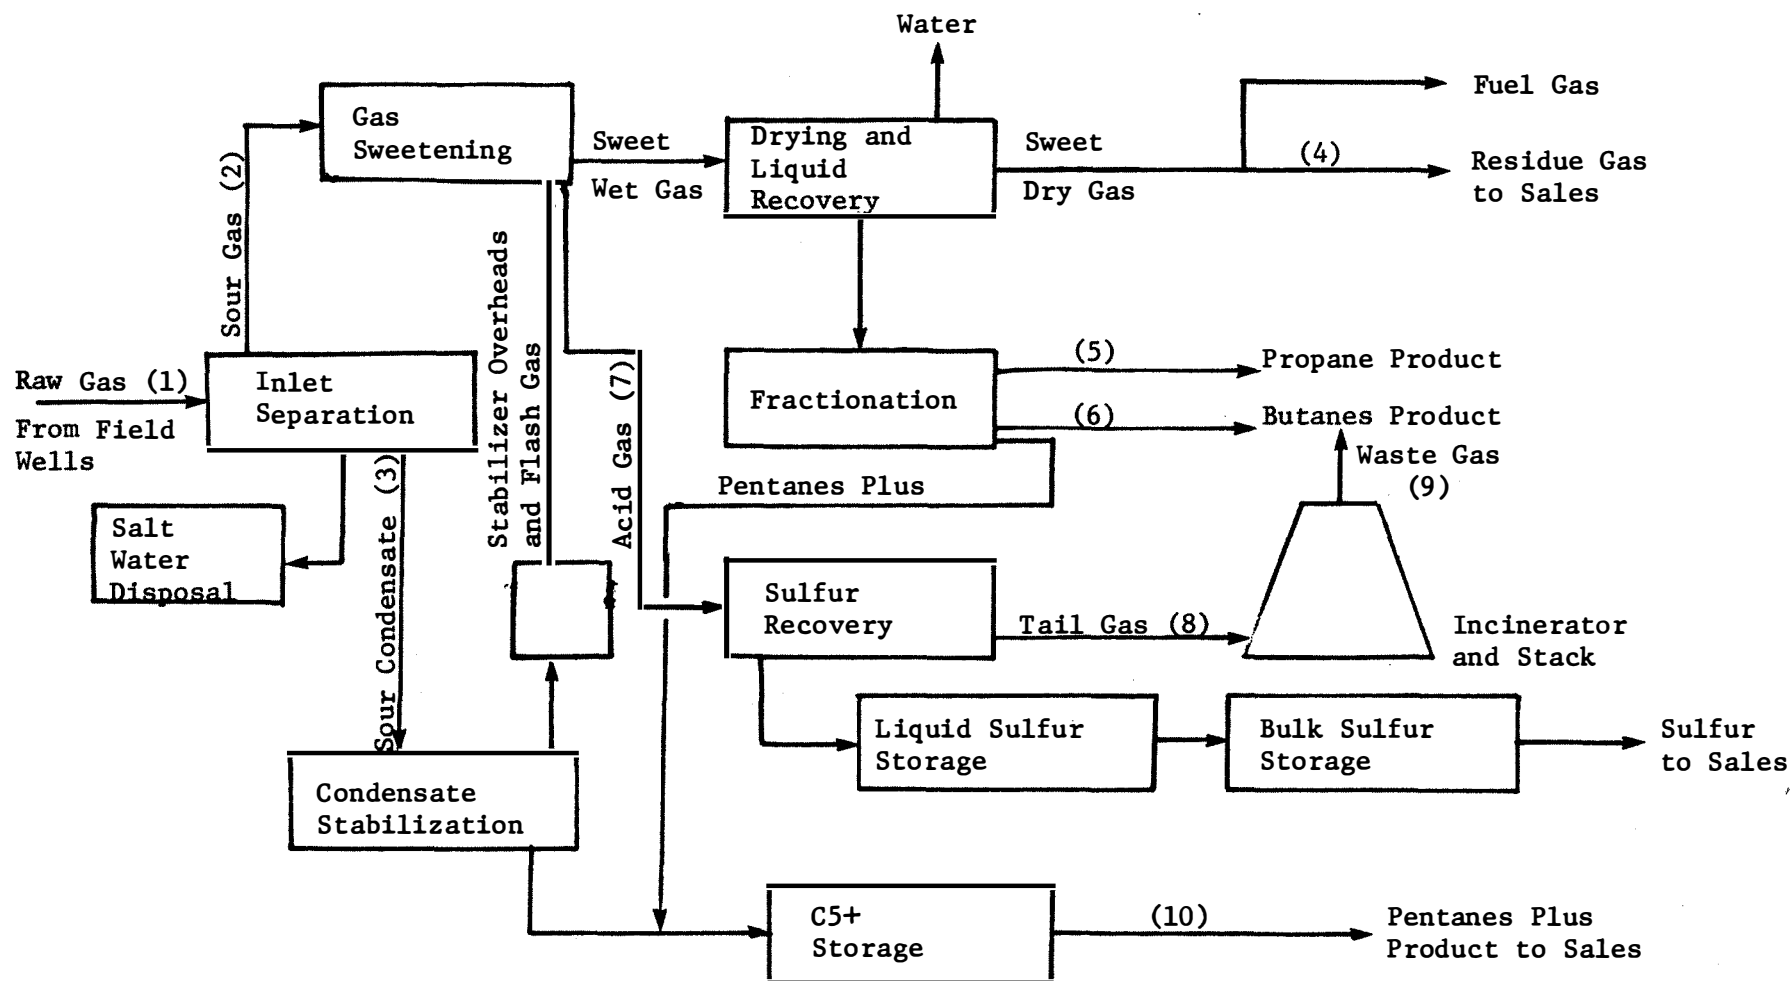 Water
Fuel Gas
Gas
Sweetening
Sweet
Wet Gas
Drying and
Liquid
Recovery
Sweet
Dry Gas
(4)
Residue Gas
to Sales
Sour Gas (2)
Stabilizer Overheads
and Flash Gas
Raw Gas (1)
From Field
Wells
Inlet
Separation
Acid Gas (7)
Fractionation
(5)
Propane Product
(6)
Butanes Product
Waste Gas
(9)
Pentanes Plus
Salt
Water
Disposal
Sour Condensate (3)
Sulfur
Recovery
Tail Gas (8)
Incinerator
and Stack
Liquid Sulfur
Storage
Bulk Sulfur
Storage
Sulfur
to Sales
Condensate
Stabilization
C5+
Storage
(10)
Pentanes Plus
Product to Sales